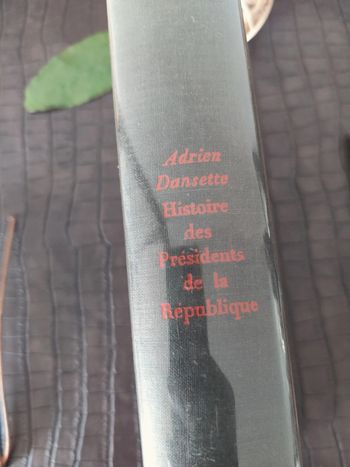 Adrien
Dansette
Histoire
des
Présidents
de la
République